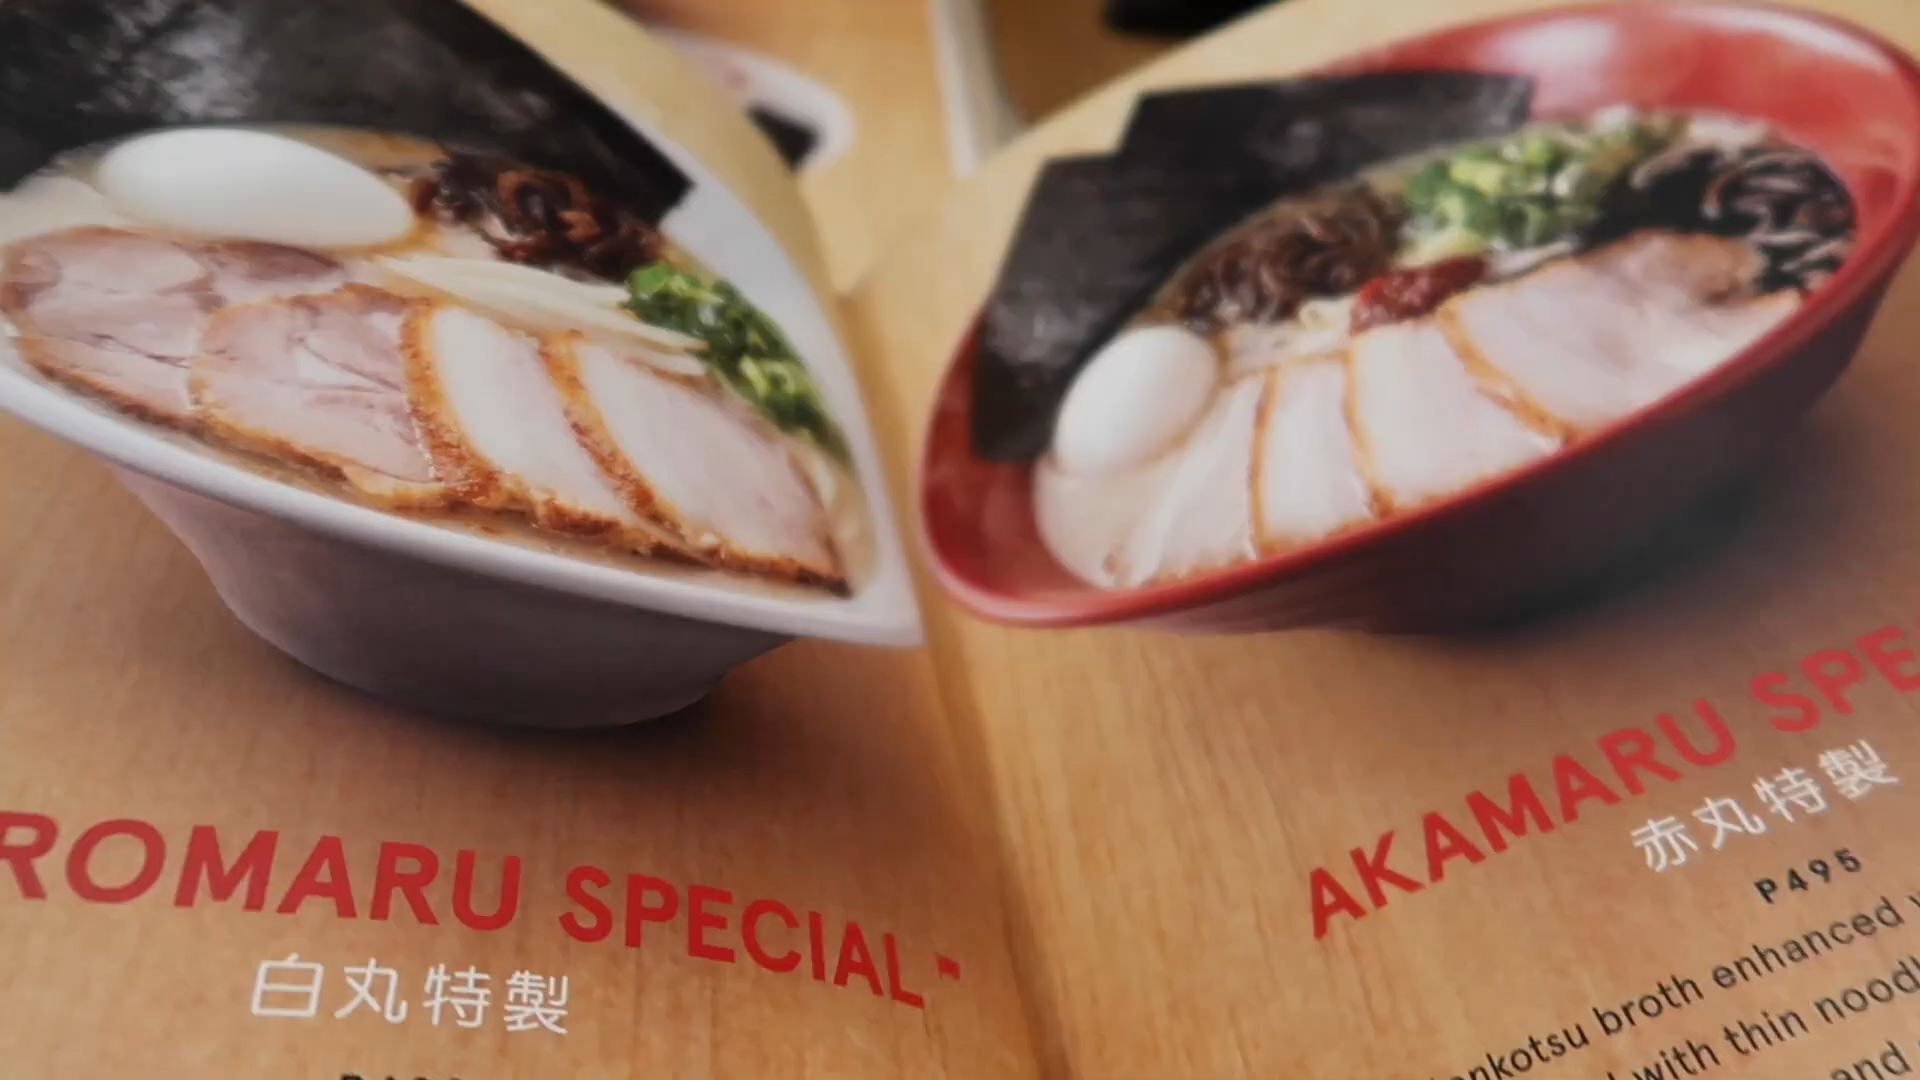 ROMARU SPECIAL-
白丸特製
AKAMARU SPE
赤丸特製
P495
nkotsu broth enhanced
with thin nood
and